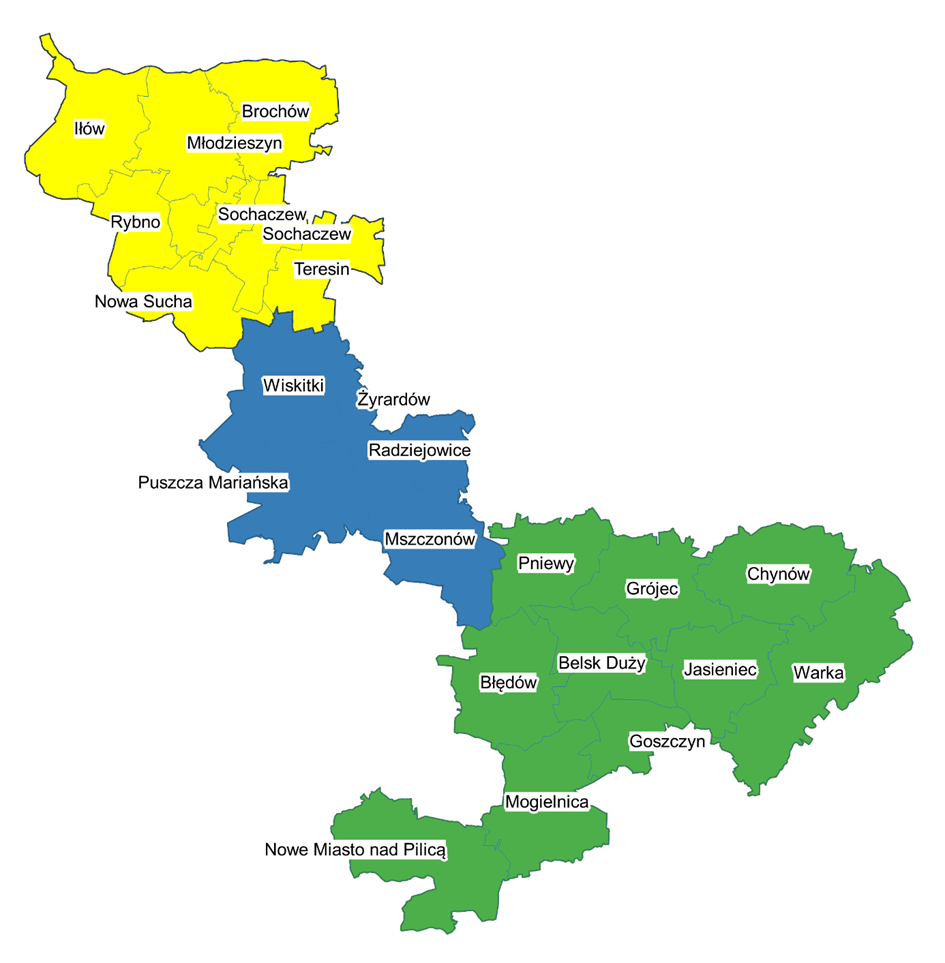 Brochów
Iłów
Młodzieszyn
Sochaczew
Rybno
Sochaczew
Teresin
Nowa Sucha
Wiskitki
Żyrardów
Radziejowice
Puszcza Mariańska
Mszczonów
Pniewy
Chynów
Grójec
Belsk Duży
Jasieniec
Warka
Błędów
Goszczyn
Mogielnica
Nowe Miasto nad Pilicą